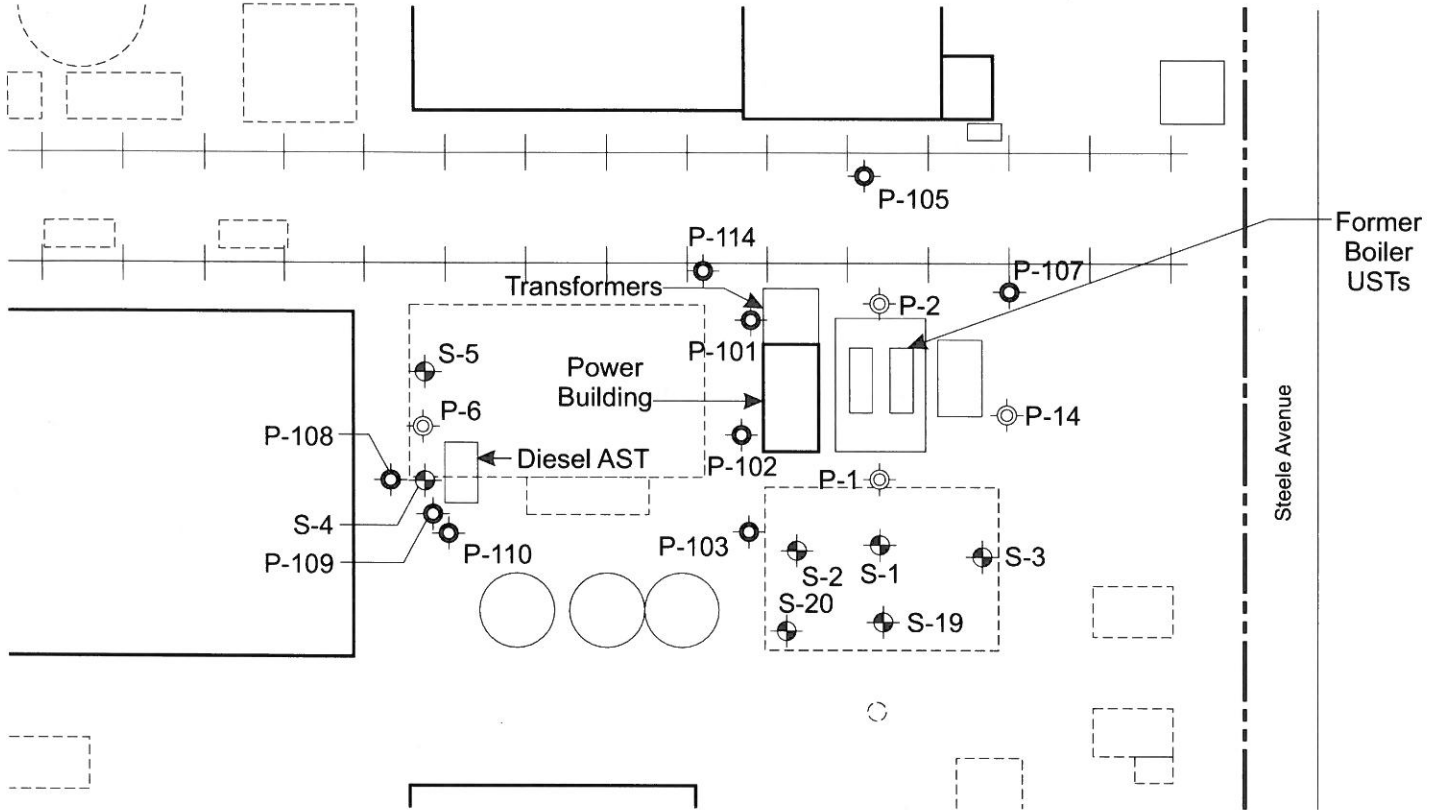 P-105
Former
Boiler
USTs
P-114
P-107
Transformers
P-2
P-101
S-5
Power
Building
P-6
P-14
P-108
Diesel AST
P-102
P-1
Steele Avenue
S-4
P-109
P-110
P-103
S-2
S-1
S-3
S-20
S-19